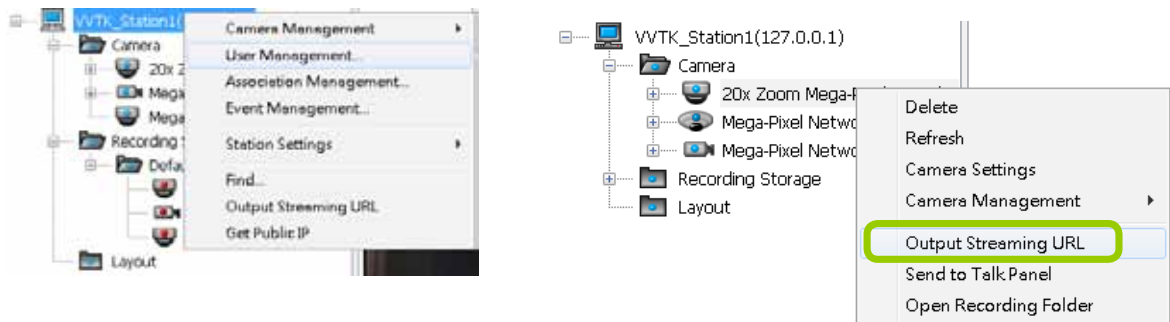 VVTK_Station1(
Camera
20x Z
Mega
Mega
Recording S
Defau
Layout
Camera Management
User Management...
Association Management...
Event Management...
Station Settings
Find...
Output Streaming URL
Get Public IP
VVTK_Station1(127.0.0.1)
Camera
20x Zoom Mega-P
Mega-Pixel Netwo
Mega-Pixel Netwo
Recording Storage
Layout
Delete
Refresh
Camera Settings
Camera Management
Output Streaming URL
Send to Talk Panel
Open Recording Folder